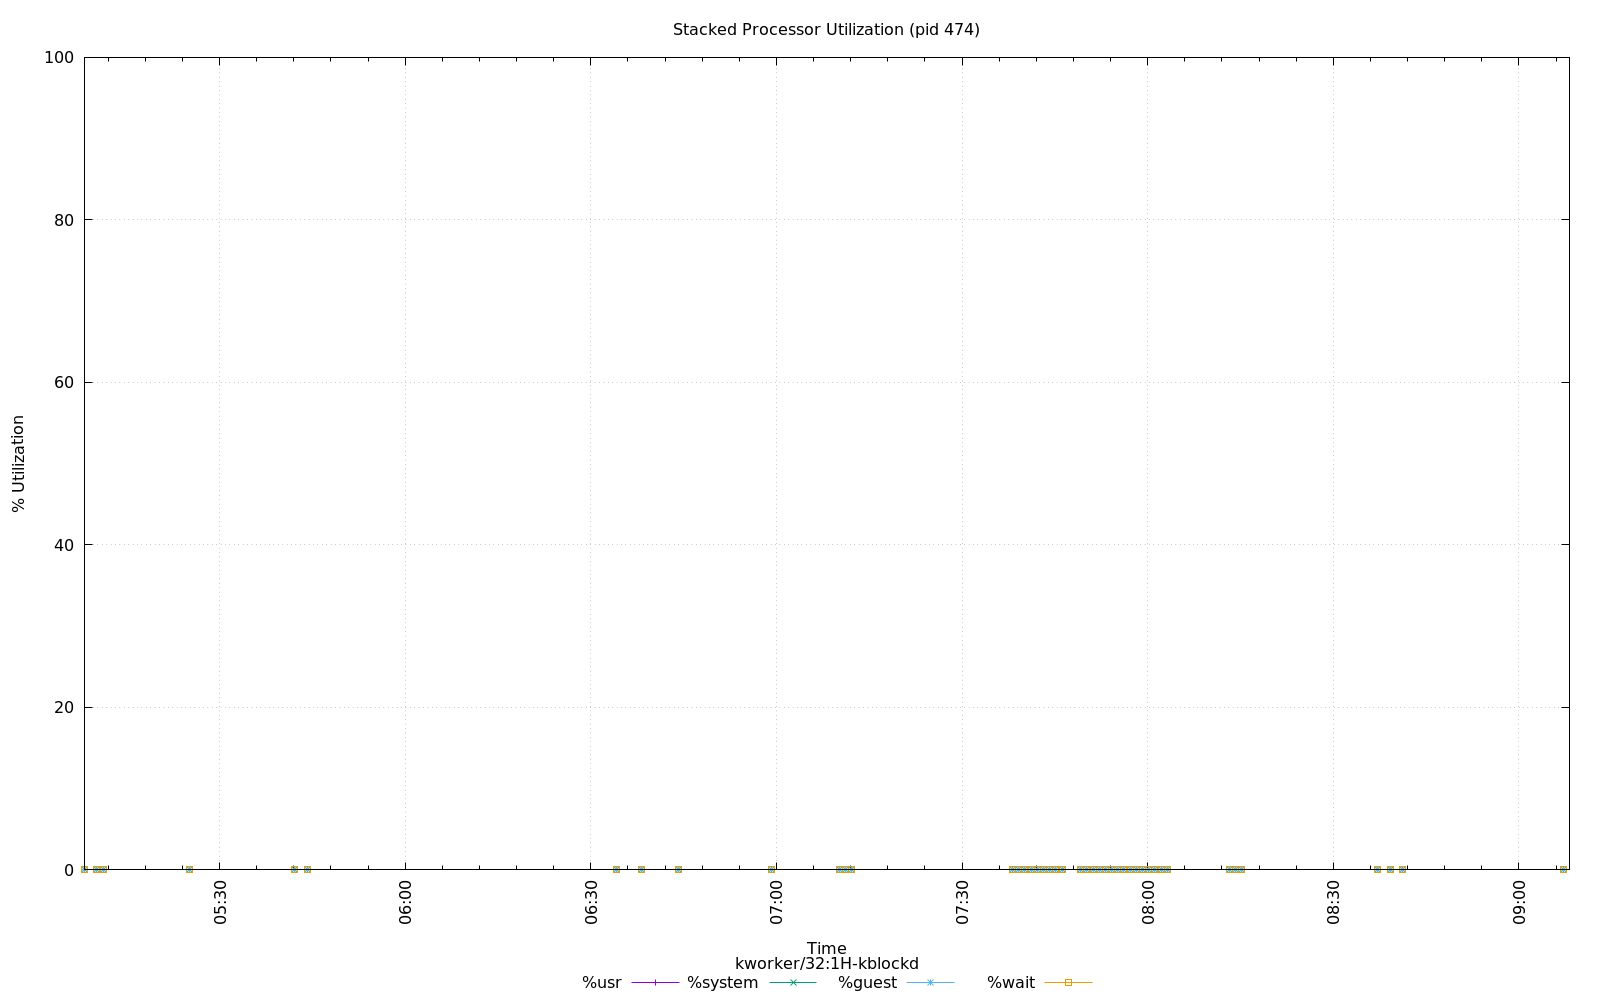 Stacked Processor Utilization (pid 474)
100
80
60
40
20
0
% Utilization
05:30
06:00
06:30
07:00
07:30
08:00
08:30
09:00
Time
kworker/32:1H-kblockd
%usr %system %guest %wait